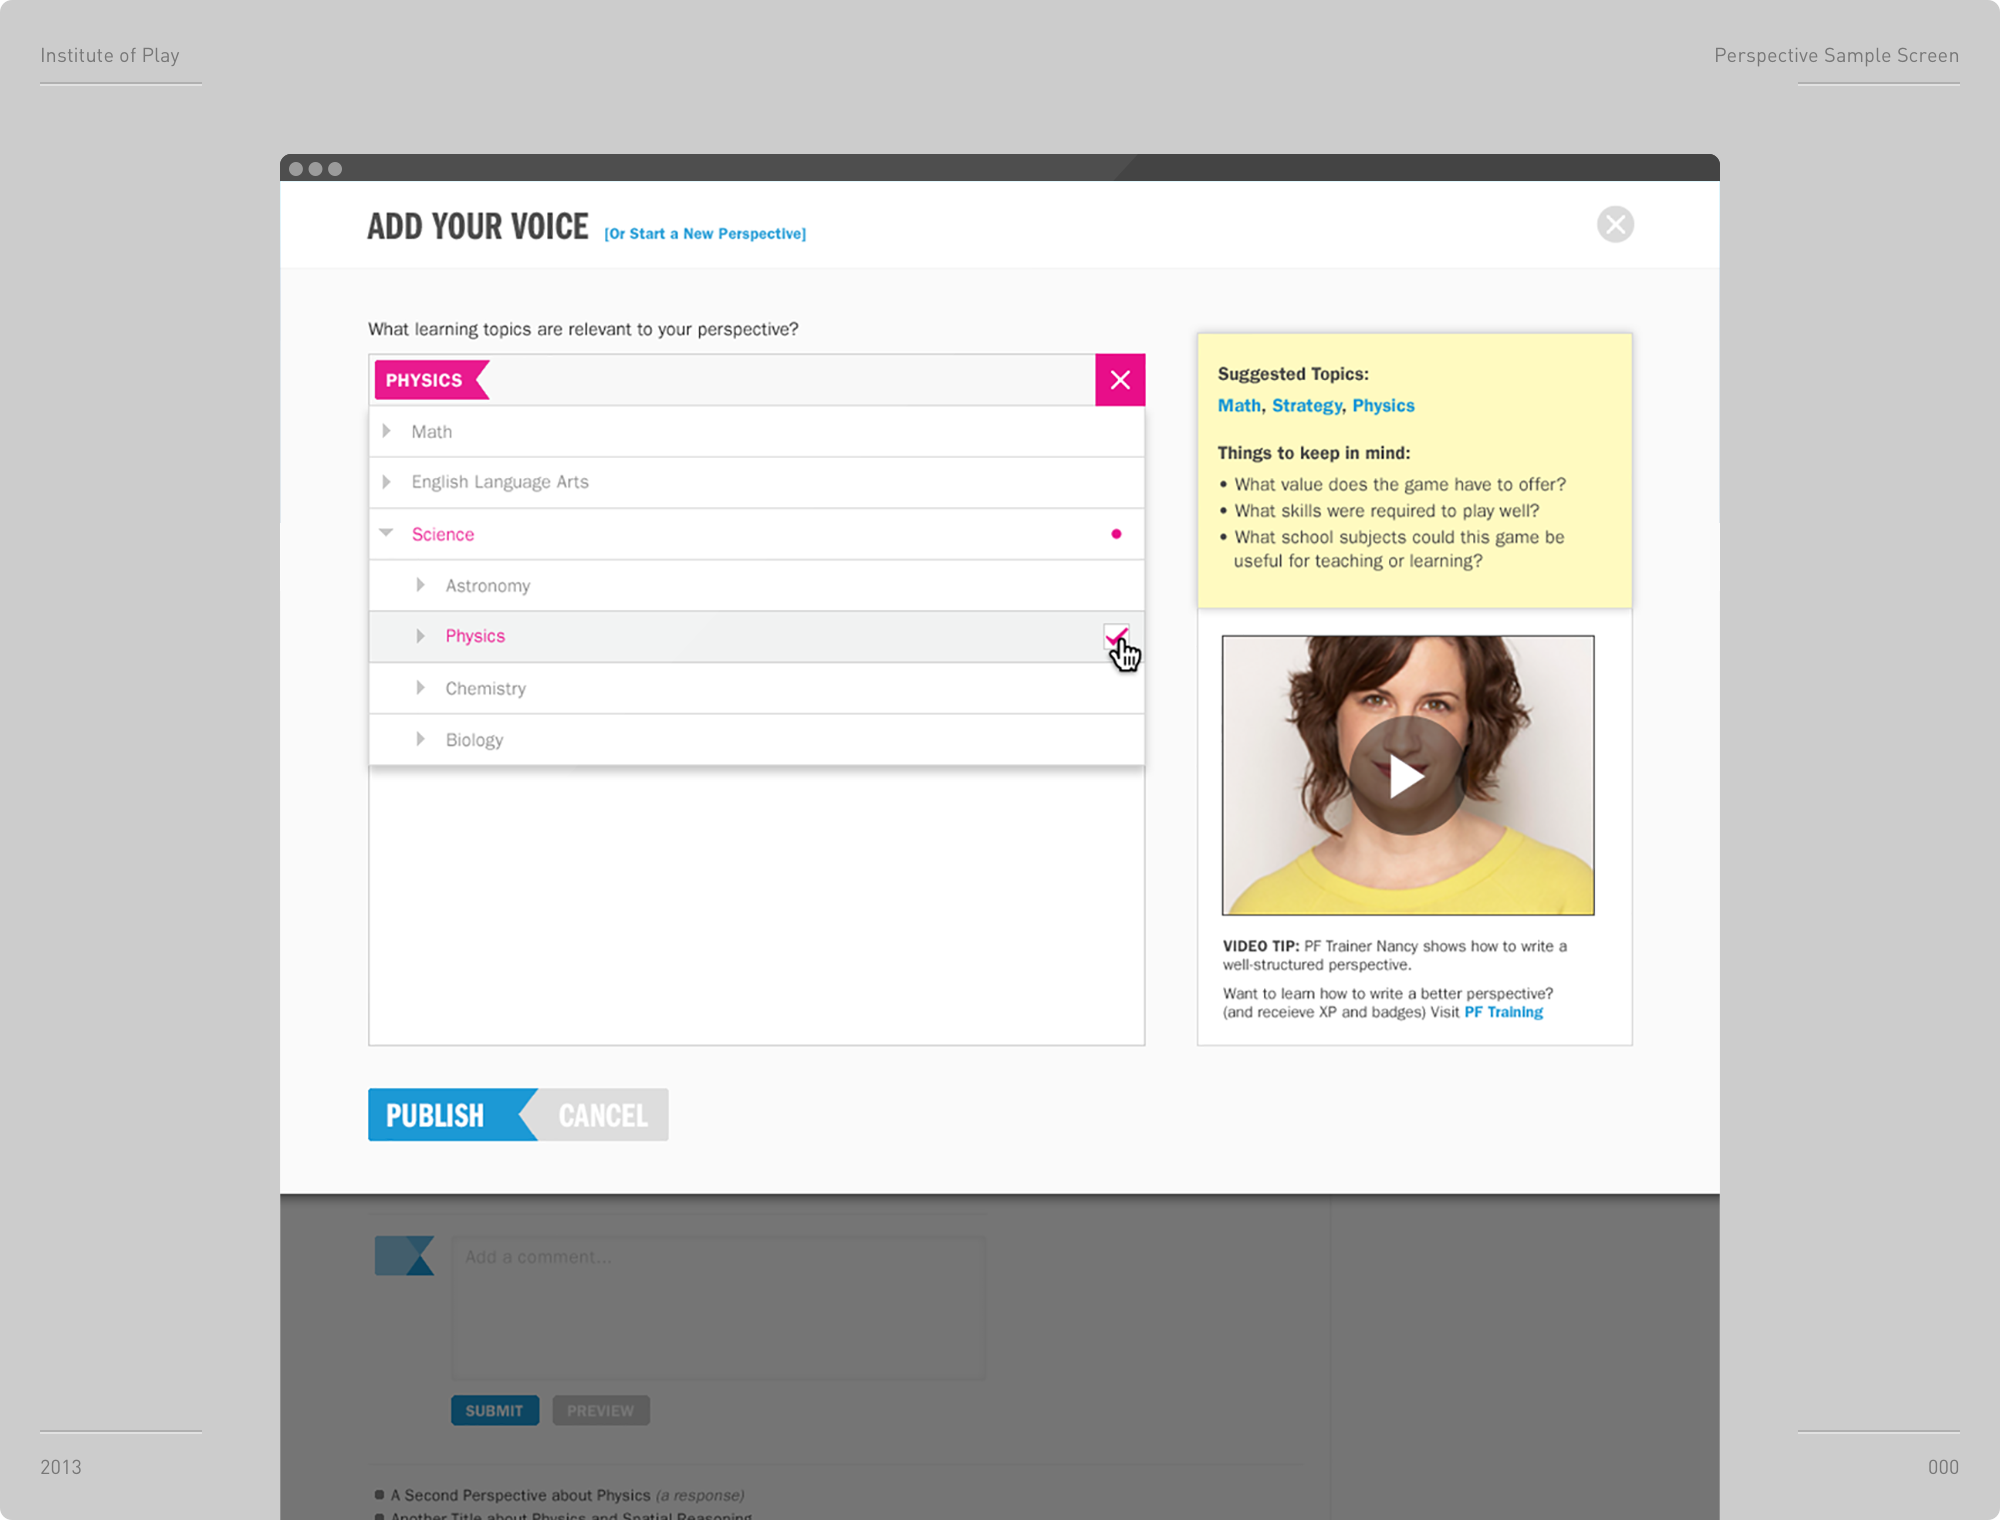 Institute of Play
Perspective Sample Screen
ADD YOUR VOICE [Or Start a New Perspective]
What learning topics are relevant to your perspective?
PHYSICS
Math
English Language Arts
Science
Astronomy
Physics
Chemistry
Biology
Suggested Topics:
Math, Strategy, Physics
Things to keep in mind:
• What value does the game have to offer?
• What skills were required to play well?
• What school subjects could this game be
useful for teaching or learning?
VIDEO TIP: PF Trainer Nancy shows how to write a
well-structured perspective.
Want to learn how to write a better perspective?
(and receieve XP and badges) Visit PF Training
PUBLISH CANCEL
Add a comment...
SUBMIT PREVIEW
A Second Perspective about Physics (a response)
Another Title about Physics and Spatial Reasoning
2013
000